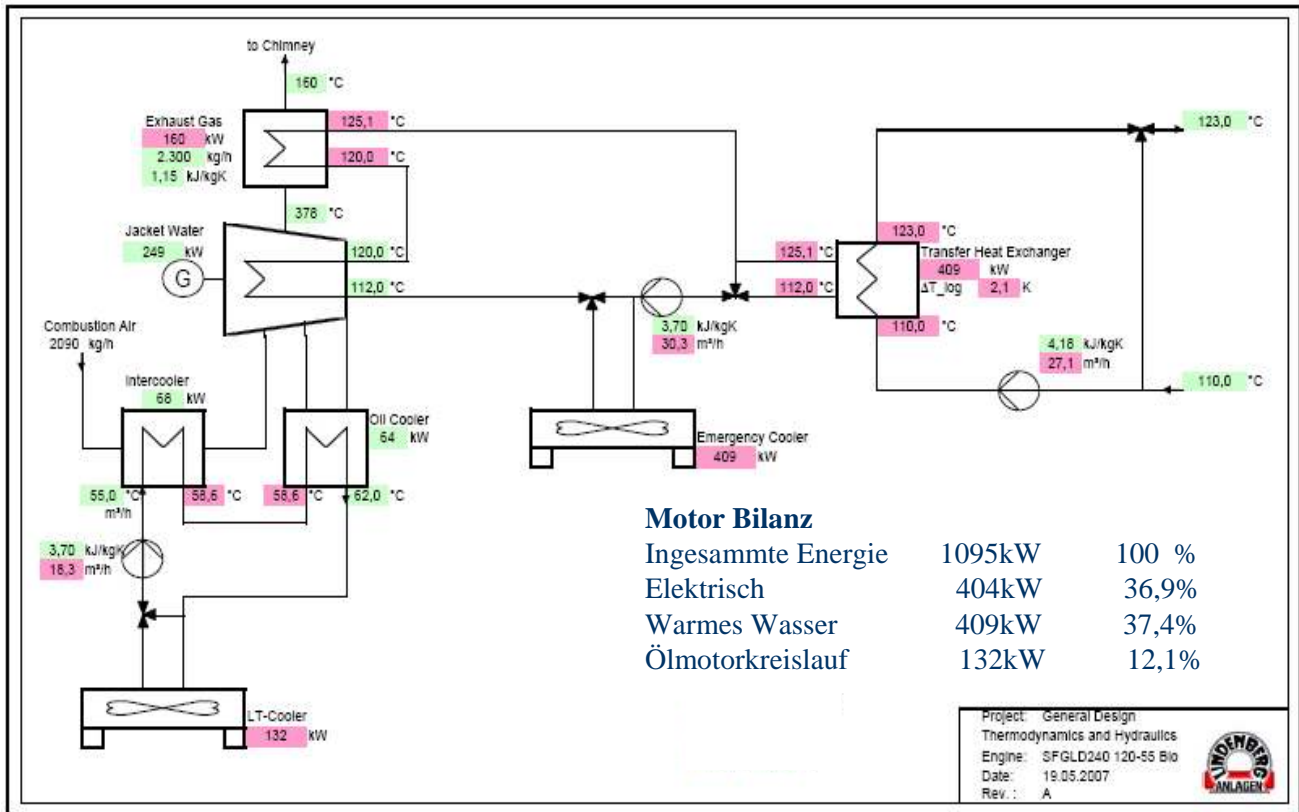 to Chimney
160 °C
Exhaust Gas
160 kW
2.300 kg/h
1,15 kJ/kgK
125,1 °C
120,0 °C
123,0 °C
378 °C
Jacket Water
249 kW
G
120,0 °C
112,0 °C
123,0 °C
125,1 °C
112,0 °C
Transfer Heat Exchanger
409 kW
ΔT_log 2,1 K
110,0 °C
3,70 kJ/kgK
30,3 m³/h
4,18 kJ/kgK
27,1 m³/h
110,0 °C
Combustion Air
2090 kg/h
Intercooler
68 kW
Oil Cooler
64 kW
Emergency Cooler
409 kW
55,0 °C
m³/h
58,6 °C
58,6 °C
62,0 °C
3,70 kJ/kgK
18,3 m³/h
LT-Cooler
132 kW
Motor Bilanz
Ingesammte Energie 1095kW 100 %
Elektrisch 404kW 36,9%
Warmes Wasser 409kW 37,4%
Ölmotorkreislauf 132kW 12,1%
Project: General Design
Thermodynamics and Hydraulics
Engine: SFGLD240 120-55 Bio
Date: 19.05.2007
Rev. : A
LINDENBERG
ANLAGEN